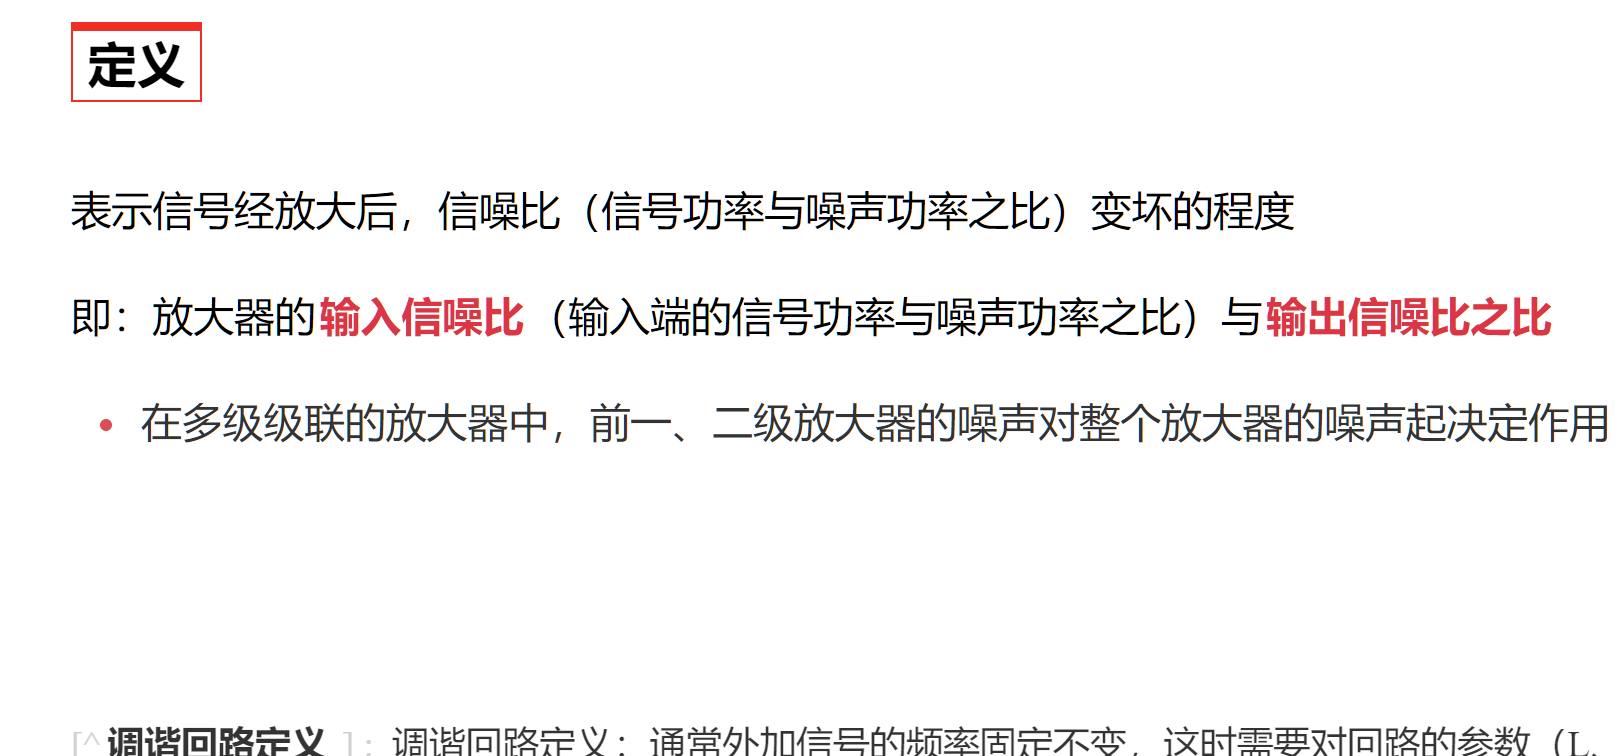 定义
表示信号经放大后，信噪比（信号功率与噪声功率之比）变坏的程度
即：放大器的输入信噪比（输入端的信号功率与噪声功率之比）与输出信噪比之比
• 在多级级联的放大器中，前一、二级放大器的噪声对整个放大器的噪声起决定作用
[^调谐回路定义 ]：调谐回路定义：通常外加信号的频率固定不变，这时需要对回路的参数（L、